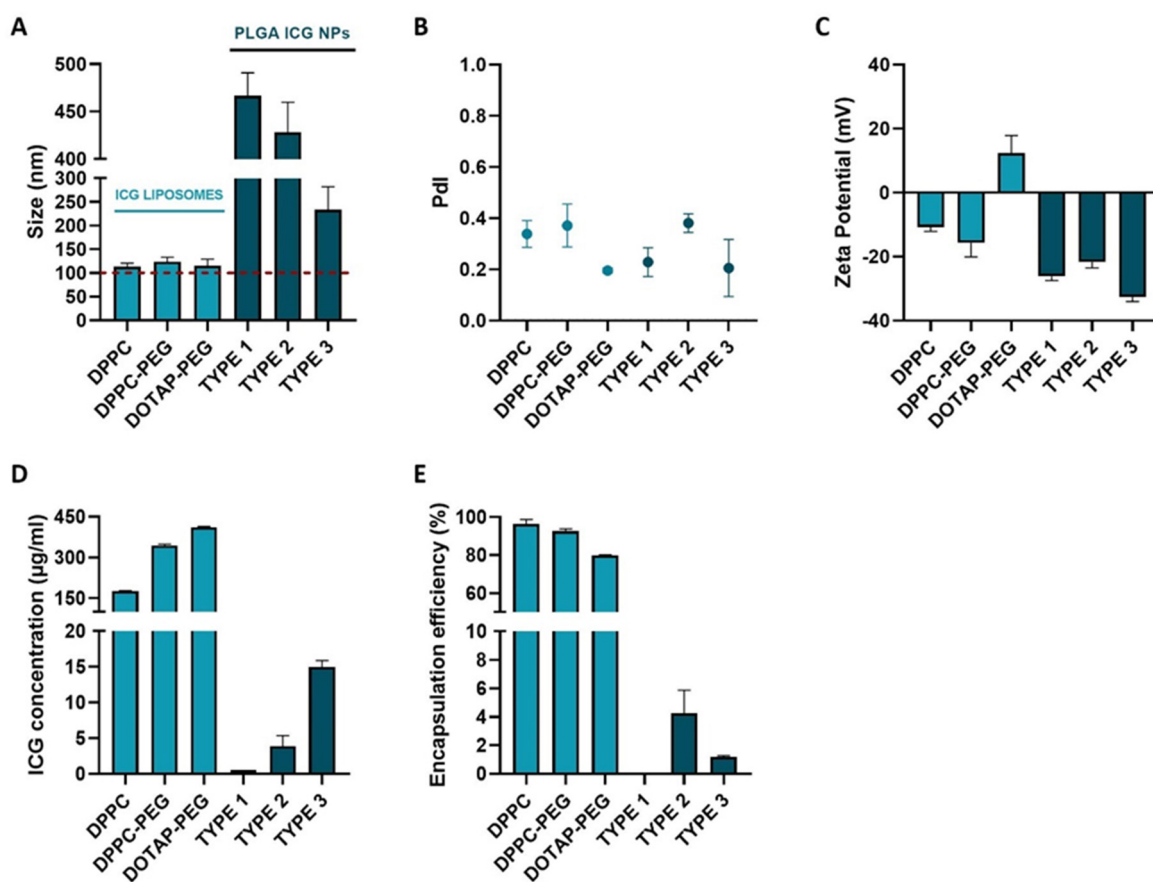 A
PLGA ICG NPs
Size (nm)
500
450
400
300
250
200
150
100
50
0
ICG LIPOSOMES
DPPC
DPPC-PEG
DOTAP-PEG
TYPE 1
TYPE 2
TYPE 3
B
PdI
1.0
0.8
0.6
0.4
0.2
0.0
DPPC
DPPC-PEG
DOTAP-PEG
TYPE 1
TYPE 2
TYPE 3
C
Zeta Potential (mV)
40
20
0
-20
-40
DPPC
DPPC-PEG
DOTAP-PEG
TYPE 1
TYPE 2
TYPE 3
D
ICG concentration (µg/ml)
450
300
150
20
15
10
5
0
DPPC
DPPC-PEG
DOTAP-PEG
TYPE 1
TYPE 2
TYPE 3
E
Encapsulation efficiency (%)
100
80
60
10
8
6
4
2
0
DPPC
DPPC-PEG
DOTAP-PEG
TYPE 1
TYPE 2
TYPE 3